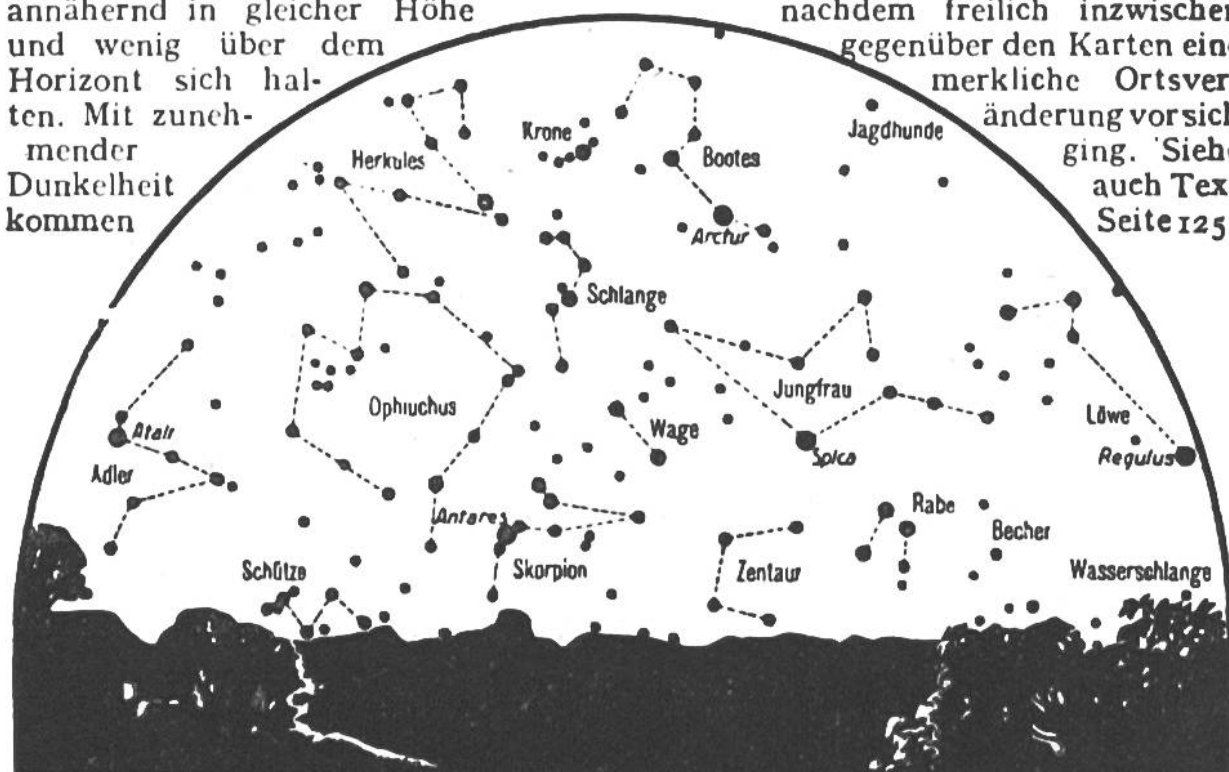 annähernd in gleicher Höhe
und wenig über dem
Horizont sich hal-
ten. Mit zuneh-
mender
Dunkelheit
kommen
nachdem freilich inzwischen
gegenüber den Karten eine
merkliche Ortsver
änderung vor sich
ging. Siehe
auch Tex
Seite 125
Krone
Jagdhunde
Herkules
Bootes
Arctur
Schlange
Ophiuchus
Jungfrau
Wage
Löwe
Atair
Spica
Regulus
Adler
Antares
Rabe
Becher
Schütze
Skorpion
Zentaur
Wasserschlange